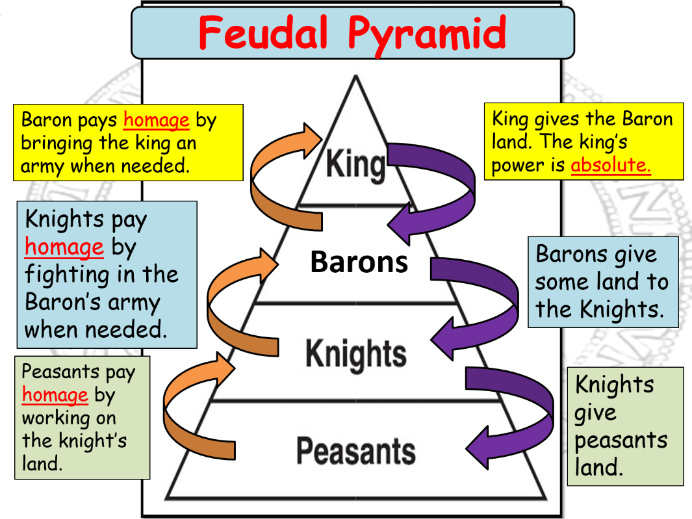 Feudal Pyramid
Baron pays homage by
bringing the king an
army when needed.
King gives the Baron
land. The king's
power is absolute.
King
Knights pay
homage by
fighting in the
Baron's army
when needed.
Barons
Barons give
some land to
the Knights.
Knights
Peasants pay
homage by
working on
the knight's
land.
Knights
give
peasants
land.
Peasants